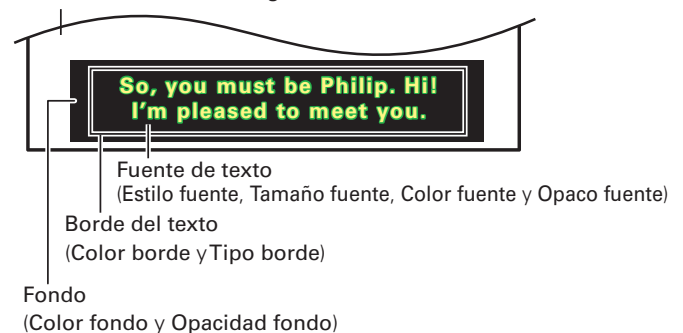 So, you must be Philip. Hi!
I'm pleased to meet you.
Fuente de texto
(Estilo fuente, Tamaño fuente, Color fuente y Opaco fuente)
Borde del texto
(Color borde y Tipo borde)
Fondo
(Color fondo y Opacidad fondo)